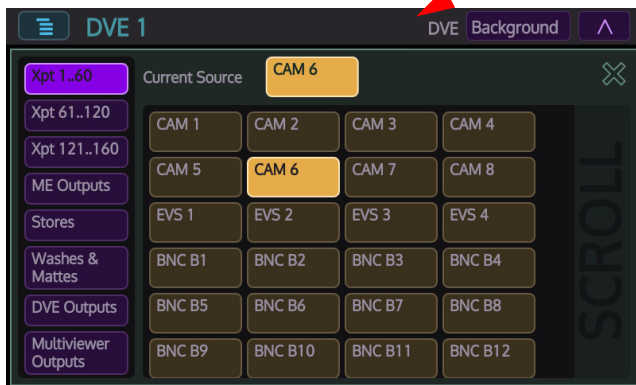 DVE 1
DVE Background
Xpt 1..60
Current Source CAM 6
Xpt 61..120
CAM 1 CAM 2 CAM 3 CAM 4
Xpt 121..160
CAM 5 CAM 6 CAM 7 CAM 8
ME Outputs
Stores
EVS 1 EVS 2 EVS 3 EVS 4
Washes &
Mattes
BNC B1 BNC B2 BNC B3 BNC B4
DVE Outputs
BNC B5 BNC B6 BNC B7 BNC B8
Multiviewer
Outputs
BNC B9 BNC B10 BNC B11 BNC B12
SCROLL